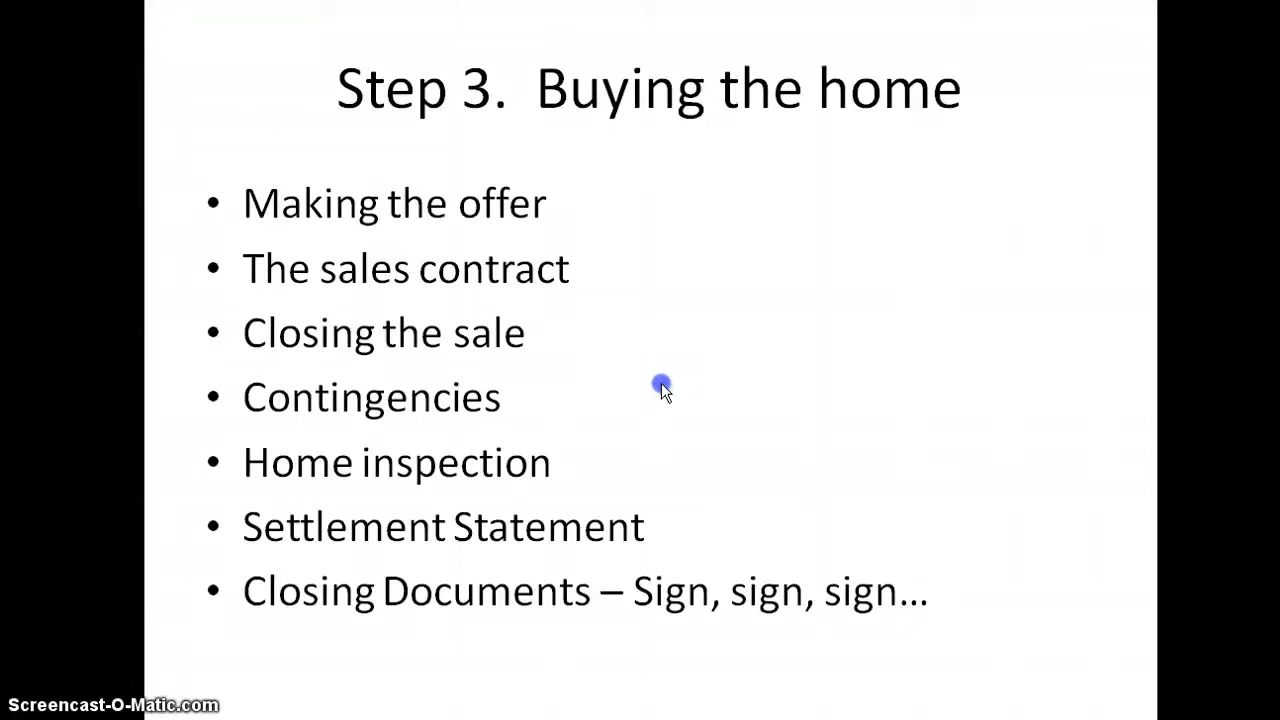 Step 3. Buying the home
• Making the offer
• The sales contract
• Closing the sale
• Contingencies
• Home inspection
• Settlement Statement
• Closing Documents – Sign, sign, sign…
Screencast-O-Matic.com